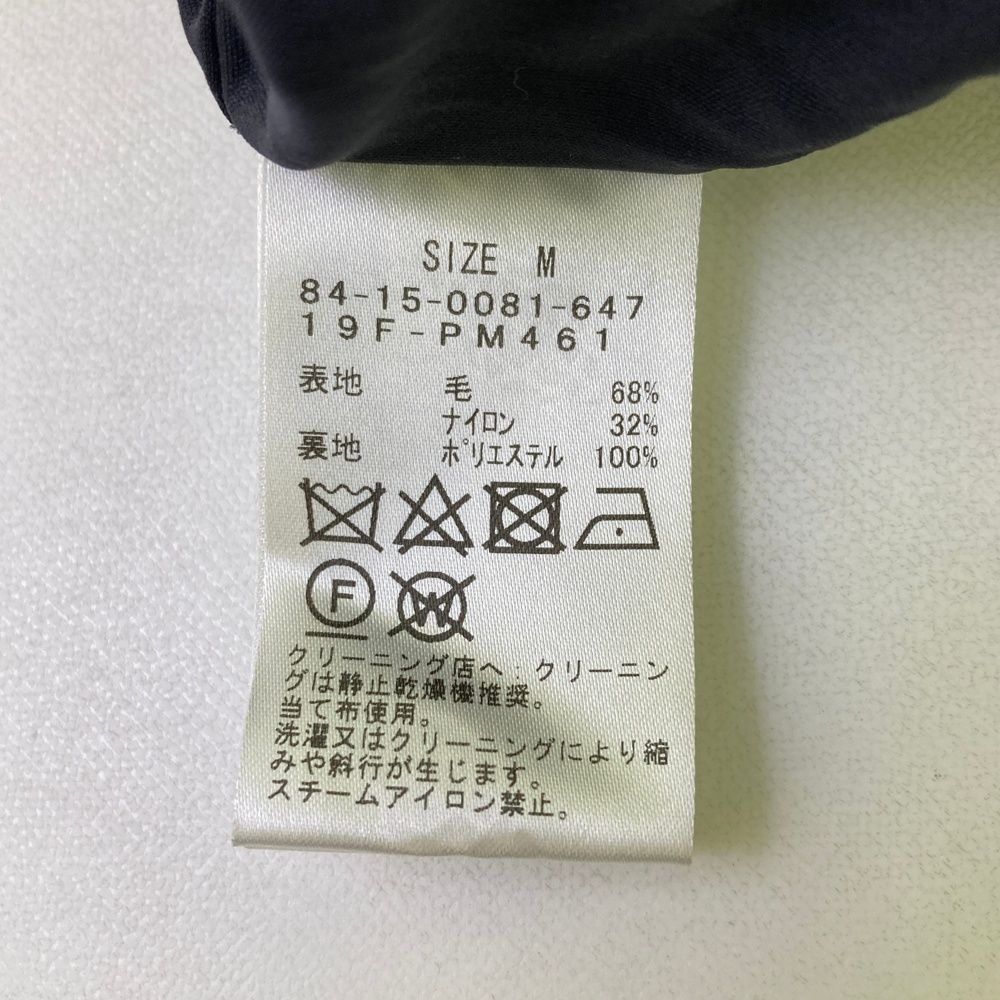 SIZE M
84-15-0081-647
19F-PM461
表地 毛 68%
ナイロン 32%
裏地 ポリエステル 100%
F
W
クリーニング店へ:クリーニン
グは静止乾燥機推奨。
当て布使用。
洗濯又はクリーニングにより縮
みや斜行が生じます。
スチームアイロン禁止。